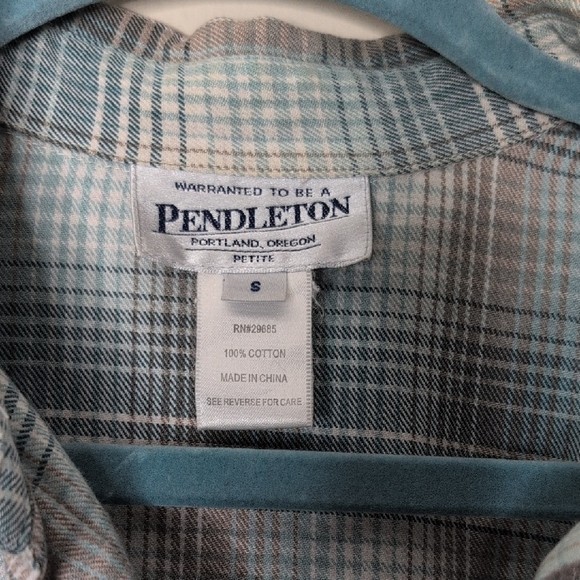 WARRANTED TO BE A
PENDLETON
PORTLAND, OREGON
PETITE
S
RN#29685
100% COTTON
MADE IN CHINA
SEE REVERSE FOR CARE